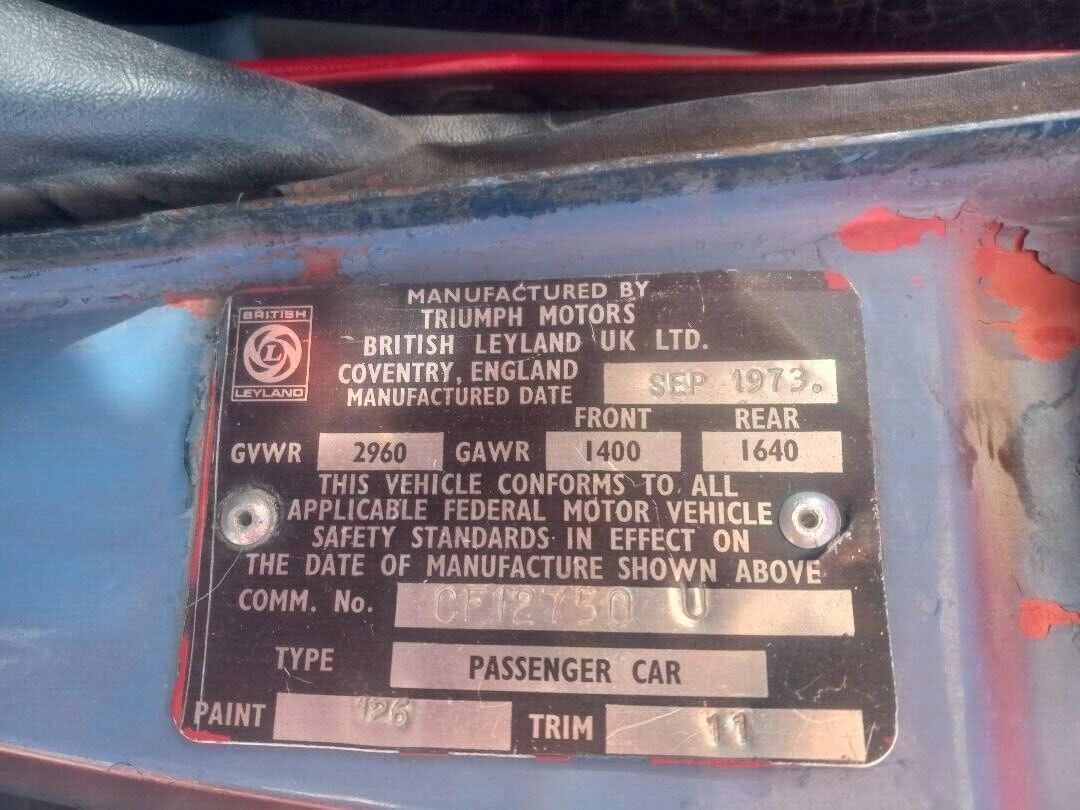 BRITISH
L
LEYLAND
MANUFACTURED BY
TRIUMPH MOTORS
BRITISH LEYLAND UK LTD.
COVENTRY, ENGLAND
MANUFACTURED DATE SEP 1973.
FRONT REAR
GVWR 2960 GAWR 1400 1640
THIS VEHICLE CONFORMS TO ALL
APPLICABLE FEDERAL MOTOR VEHICLE
SAFETY STANDARDS IN EFFECT ON
THE DATE OF MANUFACTURE SHOWN ABOVE
COMM. No. CF12750 U
TYPE PASSENGER CAR
PAINT 126 TRIM 11